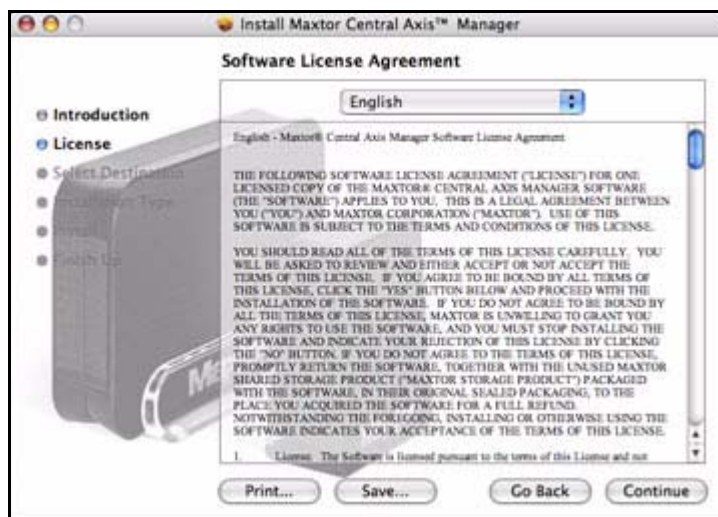 Install Maxtor Central Axis™ Manager
Software License Agreement
English
Introduction
License
Select Destination
Installation Type
Install
Finish Up
English - Maxtor® Central Axis Manager Software License Agreement
THE FOLLOWING SOFTWARE LICENSE AGREEMENT ("LICENSE") FOR ONE
LICENSED COPY OF THE MAXTOR® CENTRAL AXIS MANAGER SOFTWARE
(THE "SOFTWARE") APPLIES TO YOU, THIS IS A LEGAL AGREEMENT BETWEEN
YOU ("YOU") AND MAXTOR CORPORATION ("MAXTOR"). USE OF THIS
SOFTWARE IS SUBJECT TO THE TERMS AND CONDITIONS OF THIS LICENSE.
YOU SHOULD READ ALL OF THE TERMS OF THIS LICENSE CAREFULLY. YOU
WILL BE ASKED TO REVIEW AND EITHER ACCEPT OR NOT ACCEPT THE
TERMS OF THIS LICENSE. IF YOU AGREE TO BE BOUND BY ALL TERMS OF
THIS LICENSE, CLICK THE "YES" BUTTON BELOW AND PROCEED WITH THE
INSTALLATION OF THE SOFTWARE. IF YOU DO NOT AGREE TO BE BOUND BY
ALL THE TERMS OF THIS LICENSE, MAXTOR IS UNWILLING TO GRANT YOU
ANY RIGHTS TO USE THE SOFTWARE, AND YOU MUST STOP INSTALLING THE
SOFTWARE AND INDICATE YOUR REJECTION OF THIS LICENSE BY CLICKING
THE "NO" BUTTON. IF YOU DO NOT AGREE TO THE TERMS OF THIS LICENSE,
PROMPTLY RETURN THE SOFTWARE, TOGETHER WITH THE UNUSED MAXTOR
SHARED STORAGE PRODUCT ("MAXTOR STORAGE PRODUCT") PACKAGED
WITH THE SOFTWARE, IN THEIR ORIGINAL SEALED PACKAGING, TO THE
PLACE YOU ACQUIRED THE SOFTWARE FOR A FULL REFUND.
NOTWITHSTANDING THE FOREGOING, INSTALLING OR OTHERWISE USING THE
SOFTWARE INDICATES YOUR ACCEPTANCE OF THE TERMS OF THIS LICENSE.
1. License. The Software is licensed pursuant to the terms of this License and not
Print...
Save...
Go Back
Continue